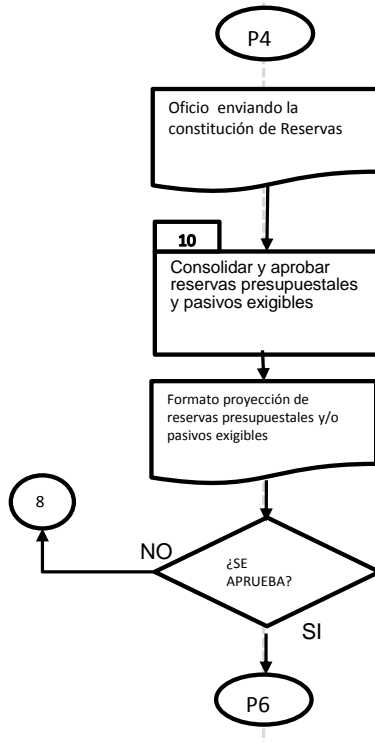 P4
Oficio enviando la
constitución de Reservas
10
Consolidar y aprobar
reservas presupuestales
y pasivos exigibles
Formato proyección de
reservas presupuestales y/o
pasivos exigibles
8
NO
¿SE
APRUEBA?
SI
P6